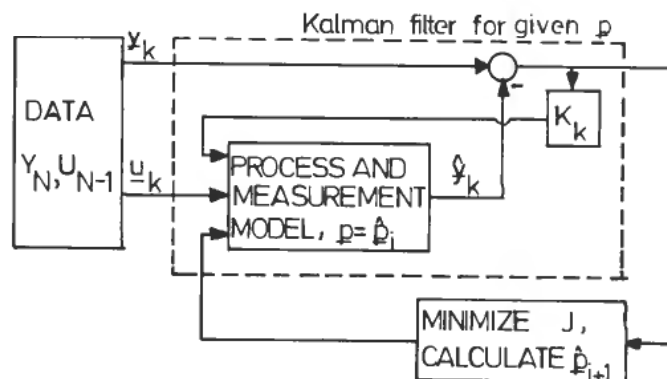 Kalman filter for given p
y_k
DATA
Y_N, U_N-1
u_k
K_k
PROCESS AND
MEASUREMENT
MODEL, p = p̂_i
ŷ_k
-
MINIMIZE J,
CALCULATE p̂_i+1